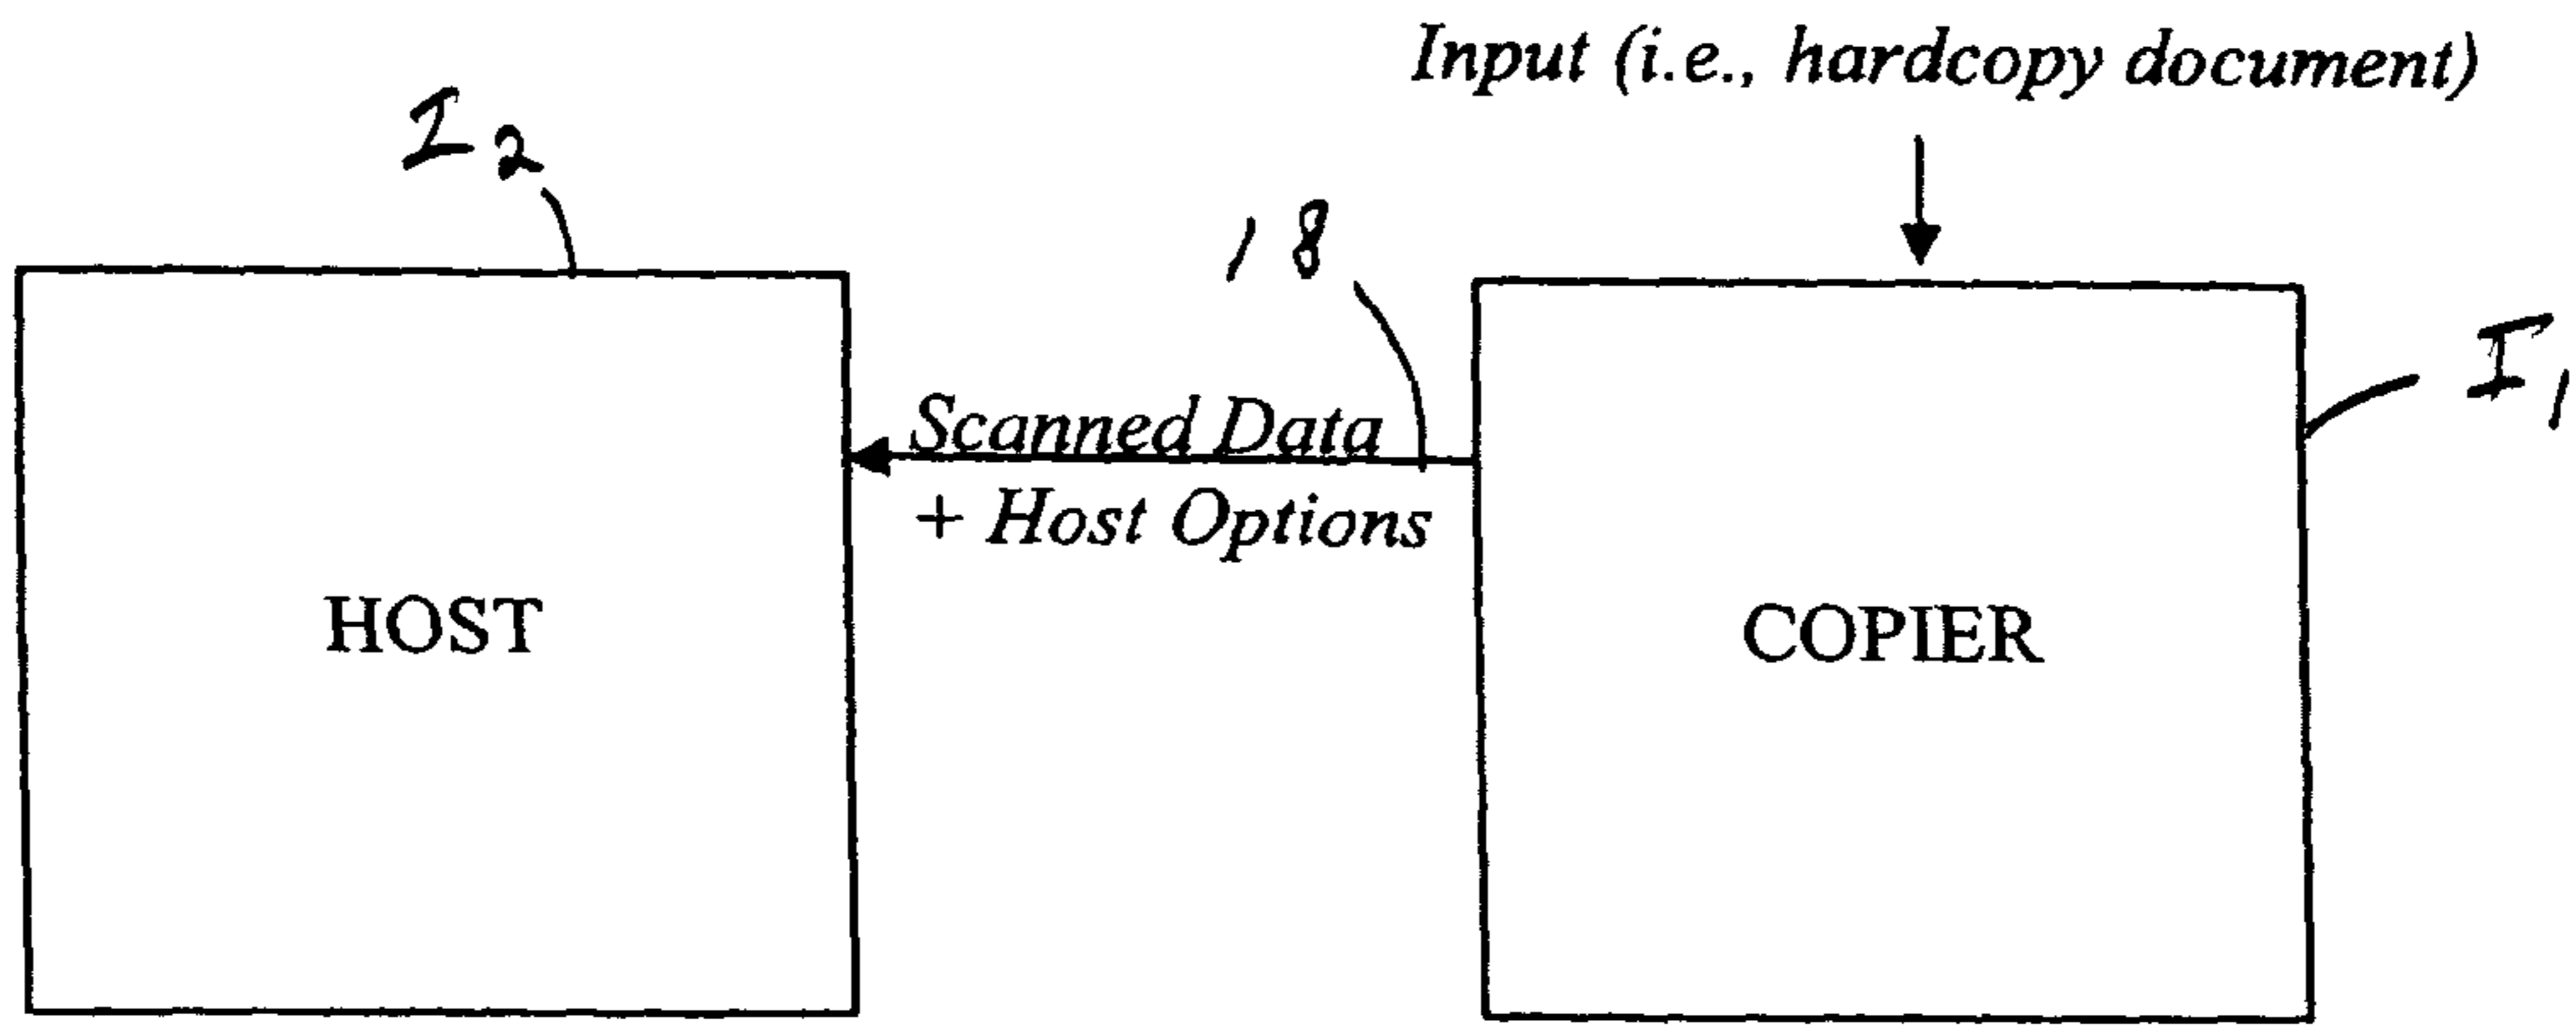 Input (i.e., hardcopy document)
I2
18
I1
Scanned Data
+ Host Options
HOST
COPIER